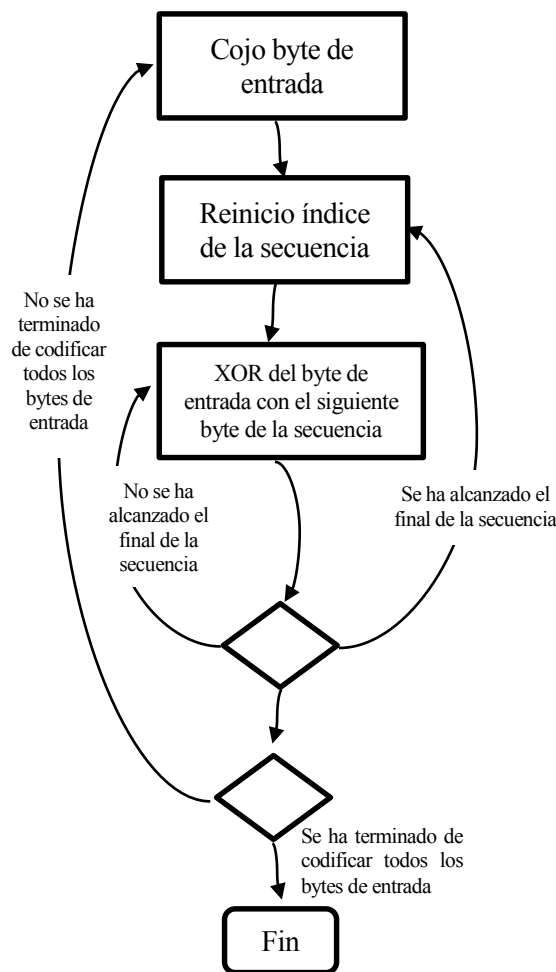 Cojo byte de
entrada
Reinicio índice
de la secuencia
No se ha
terminado
de codificar
todos los
bytes de
entrada
XOR del byte de
entrada con el siguiente
byte de la secuencia
No se ha
alcanzado el
final de la
secuencia
Se ha alcanzado el
final de la secuencia
Se ha terminado de
codificar todos los
bytes de entrada
Fin